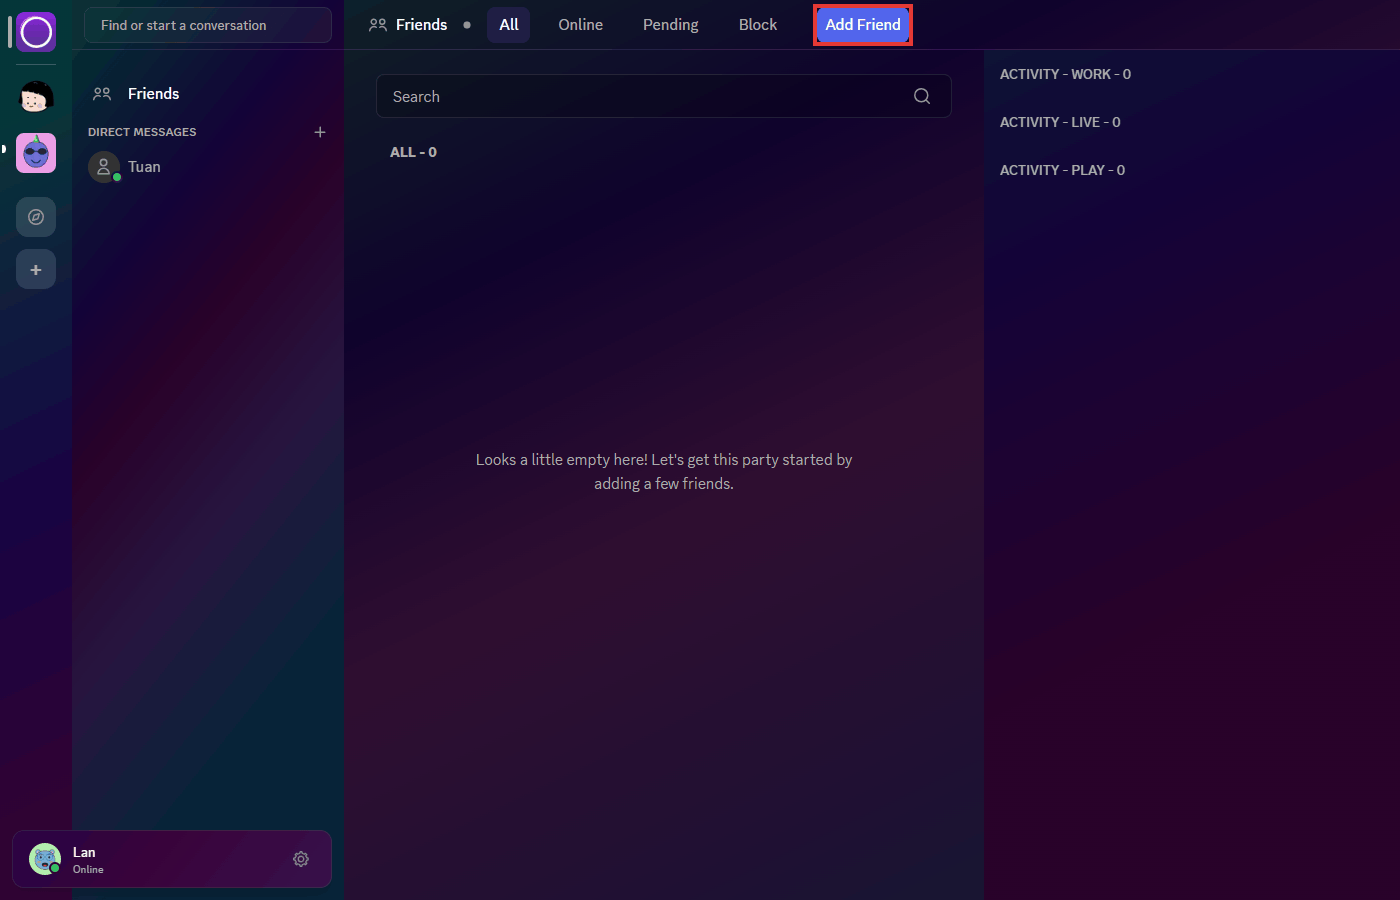 Find or start a conversation
Friends
DIRECT MESSAGES
Tuan
Lan
Online
Friends
All
Online
Pending
Block
Add Friend
Search
ALL - 0
Looks a little empty here! Let's get this party started by
adding a few friends.
ACTIVITY - WORK - 0
ACTIVITY - LIVE - 0
ACTIVITY - PLAY - 0